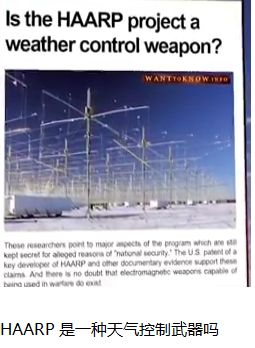 Is the HAARP project a
weather control weapon?
WANTTOKNOW.INFO
These researchers point to major aspects of the program which are still
kept secret for alleged reasons of "national security." The U.S. patent of a
key developer of HAARP and other documentary evidence support these
claims. And there is no doubt that electromagnetic weapons capable of
being used in warfare do exist
HAARP 是一种天气控制武器吗